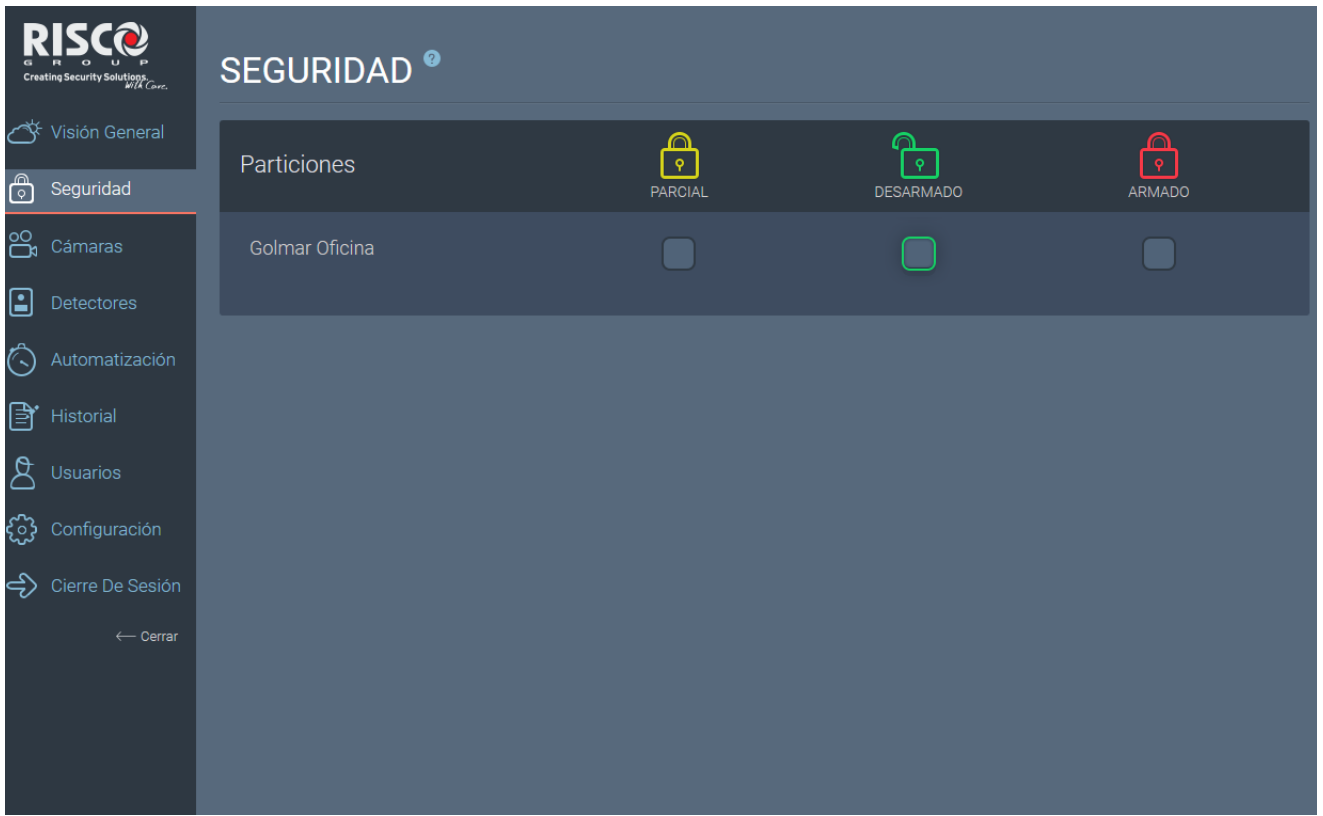 RISCO
GROUP
Creating Security Solutions.
With Care.
Visión General
Seguridad
Cámaras
Detectores
Automatización
Historial
Usuarios
Configuración
Cierre De Sesión
← Cerrar
SEGURIDAD ?
Particiones
PARCIAL
DESARMADO
ARMADO
Golmar Oficina